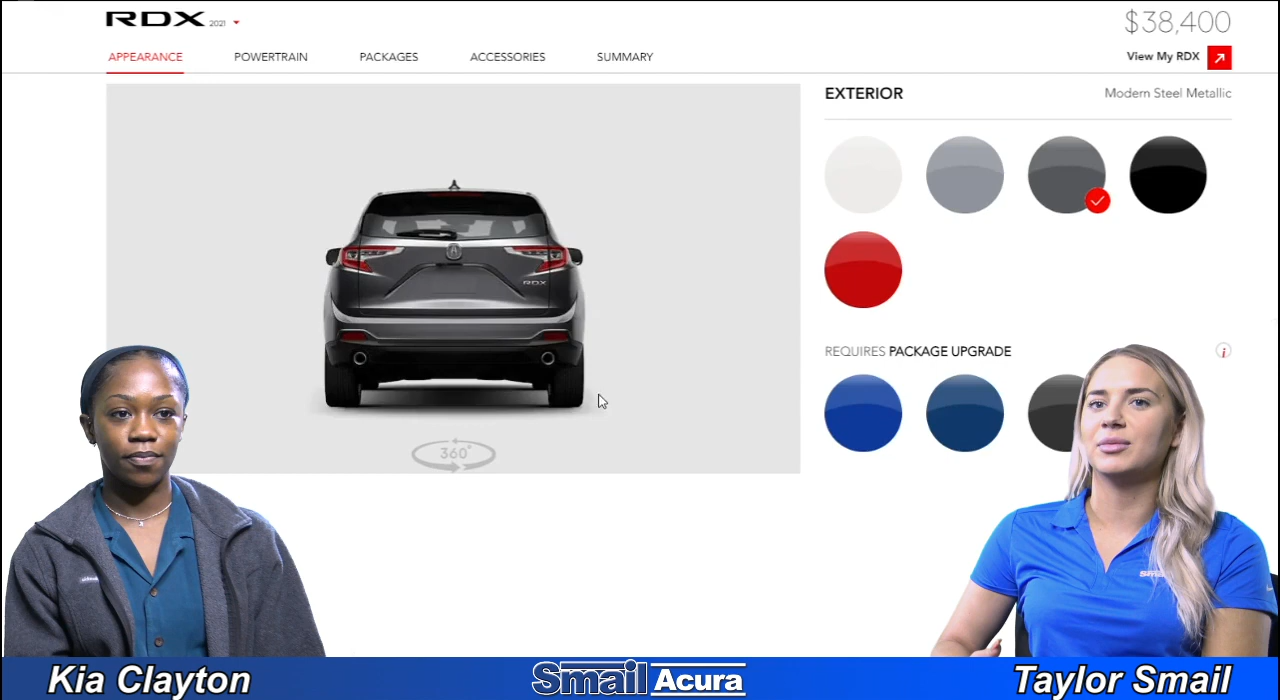 RDX 2021
$38,400
APPEARANCE POWERTRAIN PACKAGES ACCESSORIES SUMMARY
View My RDX
EXTERIOR Modern Steel Metallic
RDX
REQUIRES PACKAGE UPGRADE i
360°
Smail
Kia Clayton Smail Acura Taylor Smail